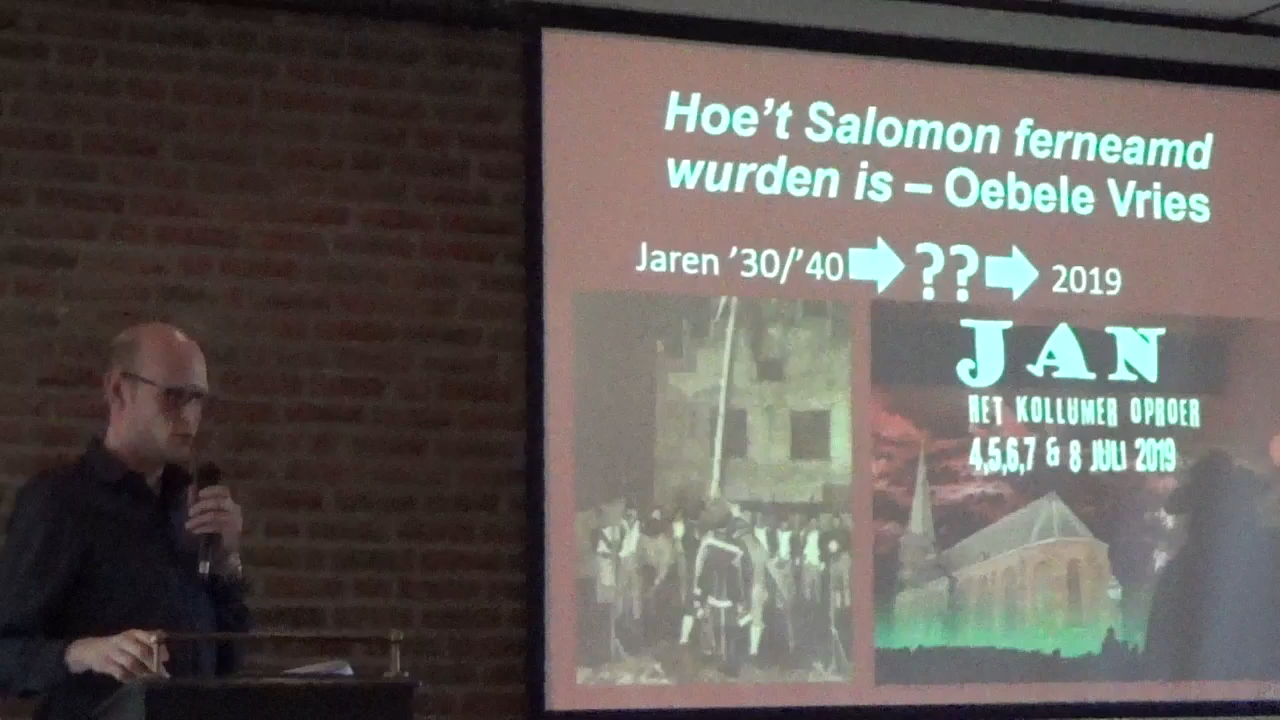 Hoe't Salomon ferneamd
wurden is – Oebele Vries
Jaren '30/'40 ?? 2019
JAN
HET KOLLUMER OPROER
4,5,6,7 & 8 JULI 2019